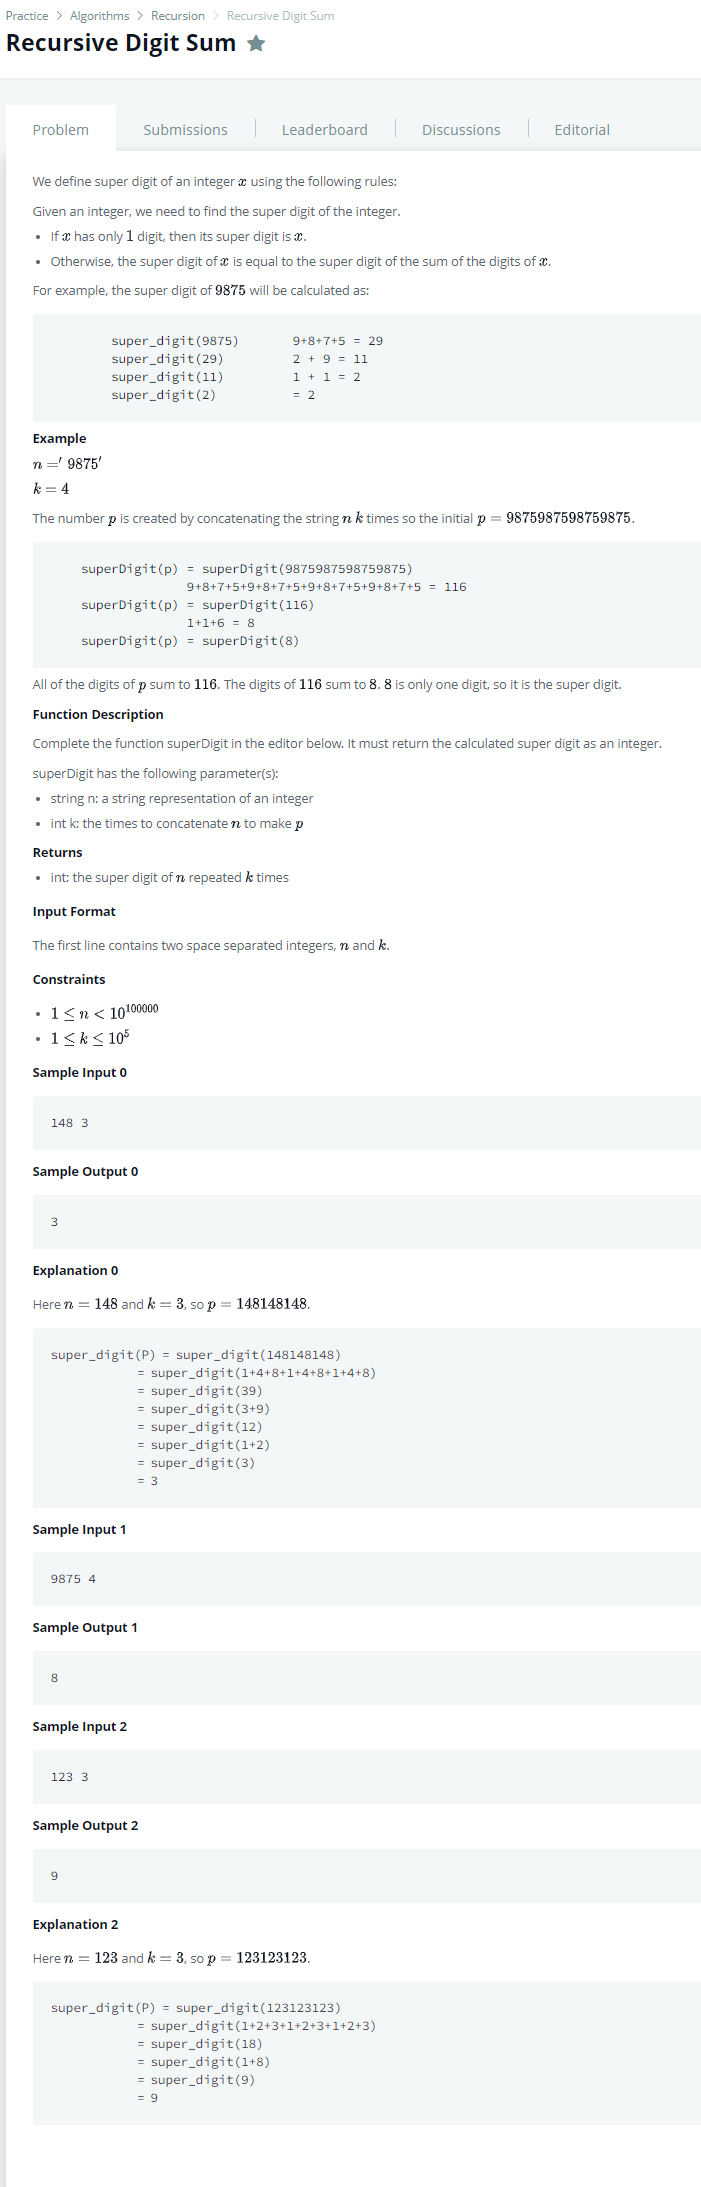 Practice > Algorithms > Recursion > Recursive Digit Sum
Recursive Digit Sum ★
Problem Submissions Leaderboard Discussions Editorial
We define super digit of an integer x using the following rules:
Given an integer, we need to find the super digit of the integer.
• If x has only 1 digit, then its super digit is x.
• Otherwise, the super digit of x is equal to the super digit of the sum of the digits of x.
For example, the super digit of 9875 will be calculated as:
super_digit(9875) 9+8+7+5 = 29
super_digit(29) 2 + 9 = 11
super_digit(11) 1 + 1 = 2
super_digit(2) = 2
Example
n =′ 9875′
k = 4
The number p is created by concatenating the string n k times so the initial p = 9875987598759875.
superDigit(p) = superDigit(9875987598759875)
9+8+7+5+9+8+7+5+9+8+7+5+9+8+7+5 = 116
superDigit(p) = superDigit(116)
1+1+6 = 8
superDigit(p) = superDigit(8)
All of the digits of p sum to 116. The digits of 116 sum to 8. 8 is only one digit, so it is the super digit.
Function Description
Complete the function superDigit in the editor below. It must return the calculated super digit as an integer.
superDigit has the following parameter(s):
• string n: a string representation of an integer
• int k: the times to concatenate n to make p
Returns
• int: the super digit of n repeated k times
Input Format
The first line contains two space separated integers, n and k.
Constraints
• 1 ≤ n < 10^100000
• 1 ≤ k ≤ 10^5
Sample Input 0
148 3
Sample Output 0
3
Explanation 0
Here n = 148 and k = 3, so p = 148148148.
super_digit(P) = super_digit(148148148)
= super_digit(1+4+8+1+4+8+1+4+8)
= super_digit(39)
= super_digit(3+9)
= super_digit(12)
= super_digit(1+2)
= super_digit(3)
= 3
Sample Input 1
9875 4
Sample Output 1
8
Sample Input 2
123 3
Sample Output 2
9
Explanation 2
Here n = 123 and k = 3, so p = 123123123.
super_digit(P) = super_digit(123123123)
= super_digit(1+2+3+1+2+3+1+2+3)
= super_digit(18)
= super_digit(1+8)
= super_digit(9)
= 9